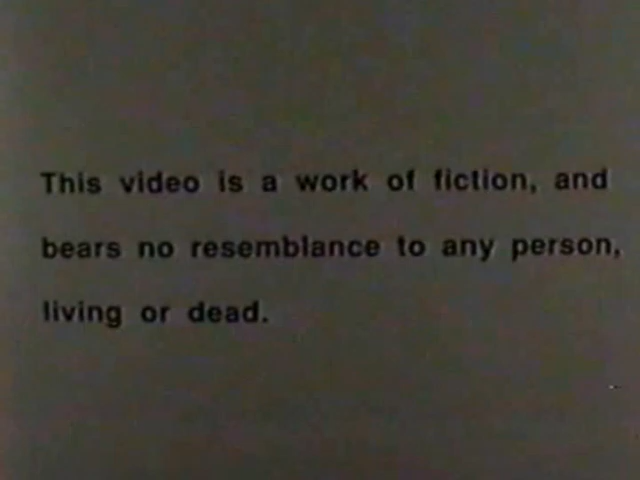 This video is a work of fiction, and
bears no resemblance to any person,
living or dead.